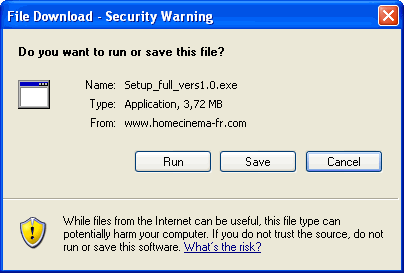 File Download - Security Warning
Do you want to run or save this file?
Name: Setup_full_vers1.0.exe
Type: Application, 3,72 MB
From: www.homecinema-fr.com
Run Save Cancel
While files from the Internet can be useful, this file type can
potentially harm your computer. If you do not trust the source, do not
run or save this software. What's the risk?